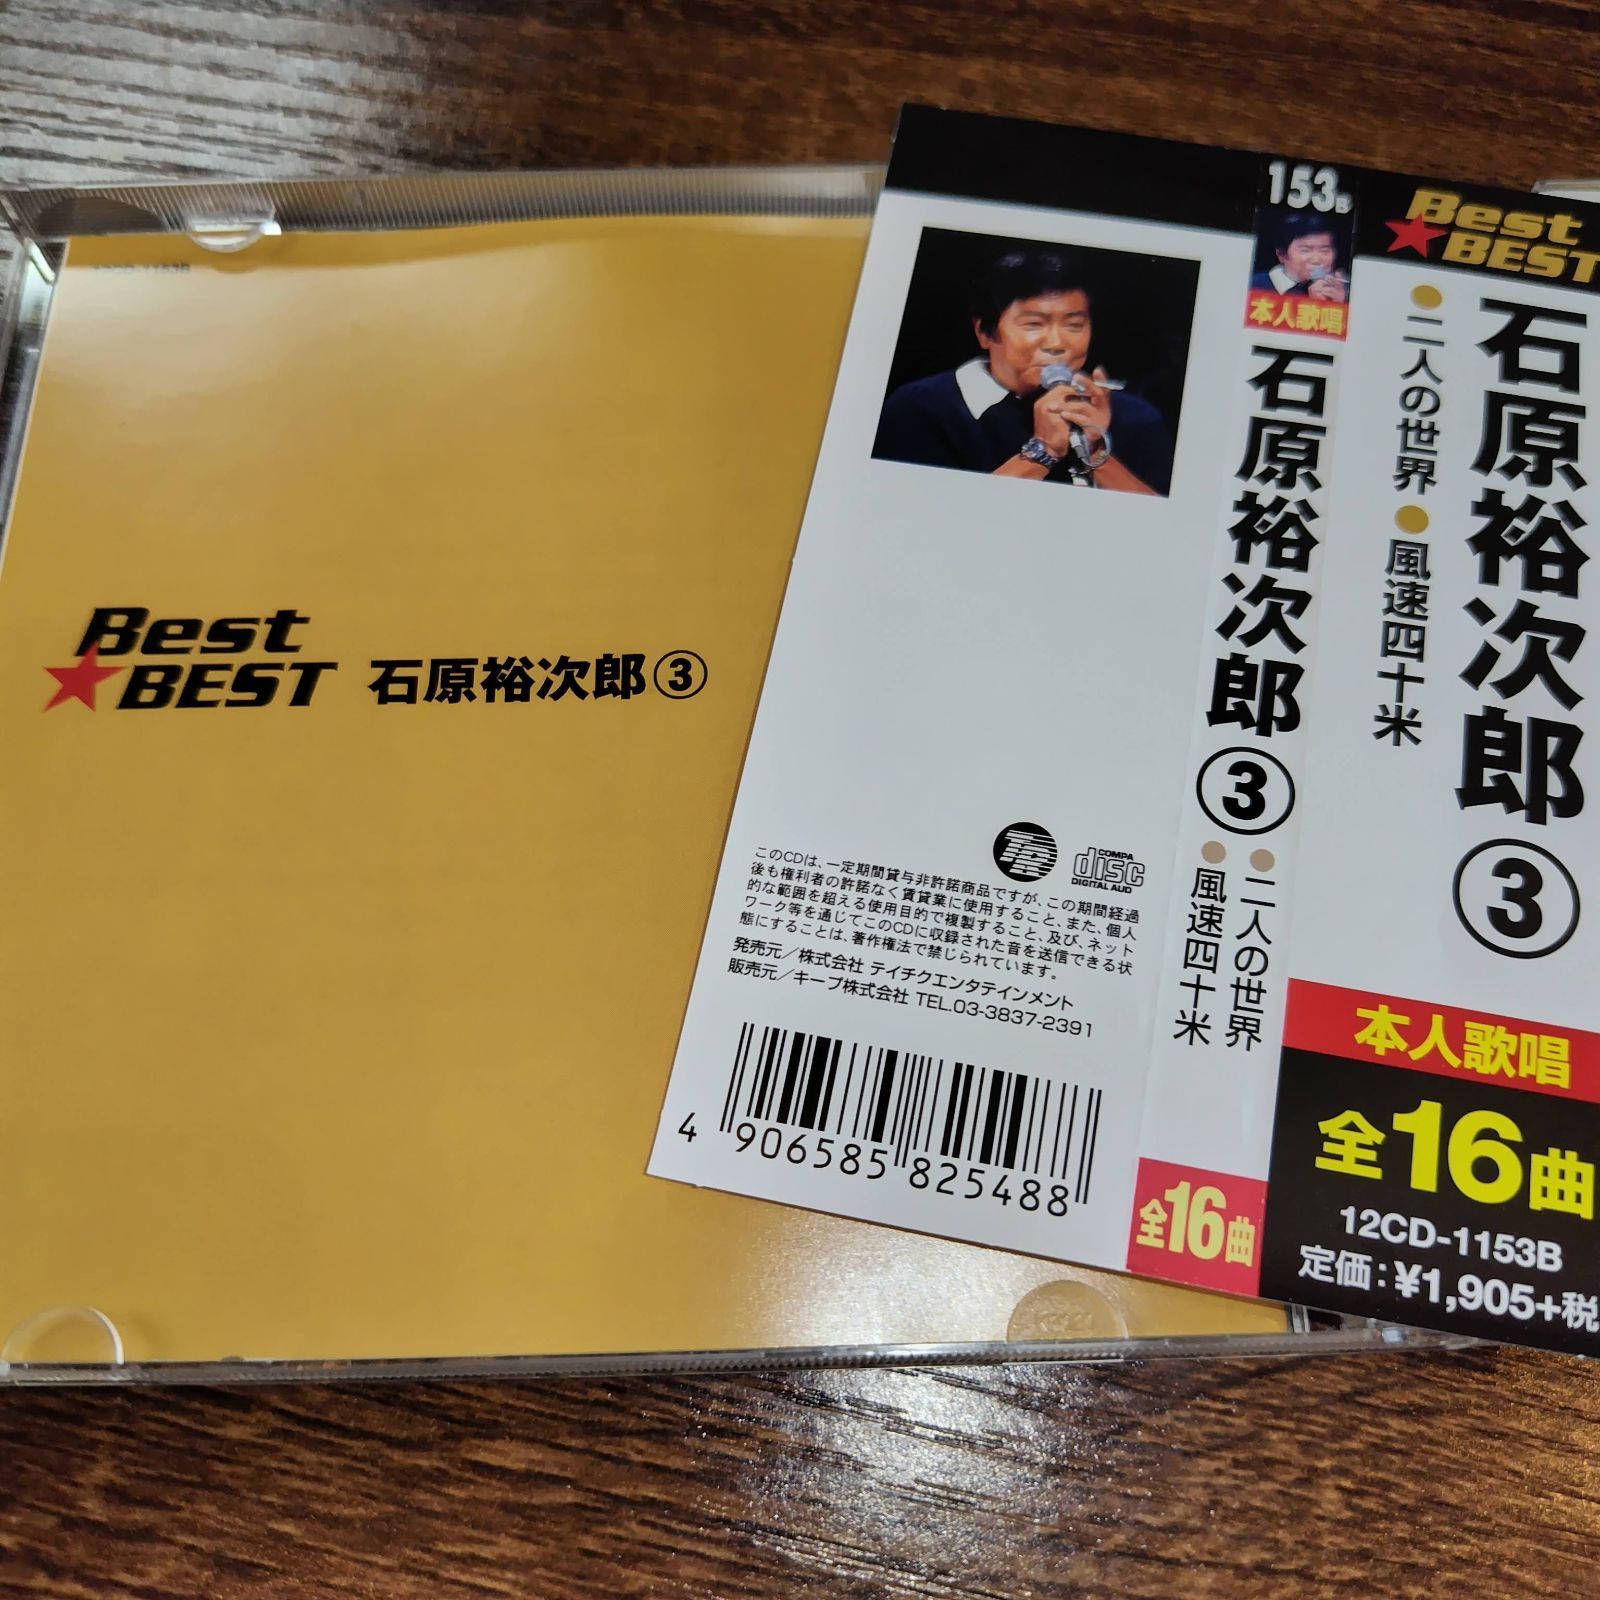 12CD-1153B
Best
BEST
石原裕次郎③
COMPA
disc
DIGITAL AUD
このCDは、一定期間貸与非許諾商品ですが、この期間経過
後も権利者の許諾なく賃貸業に使用すること、また、個人
的な範囲を超える使用目的で複製すること、及び、ネット
ワーク等を通じてこのCDに収録された音を送信できる状
態にすることは、著作権法で禁じられています。
発売元／株式会社 テイチクエンタテインメント
販売元／キープ株式会社 TEL.03-3837-2391
4 906585 825488
153B
本人歌唱
石原裕次郎③
●二人の世界
●風速四十米
全16曲
Best
BEST
石原裕次郎③
●二人の世界 ●風速四十米
本人歌唱
全16曲
12CD-1153B
定価:¥1,905+税